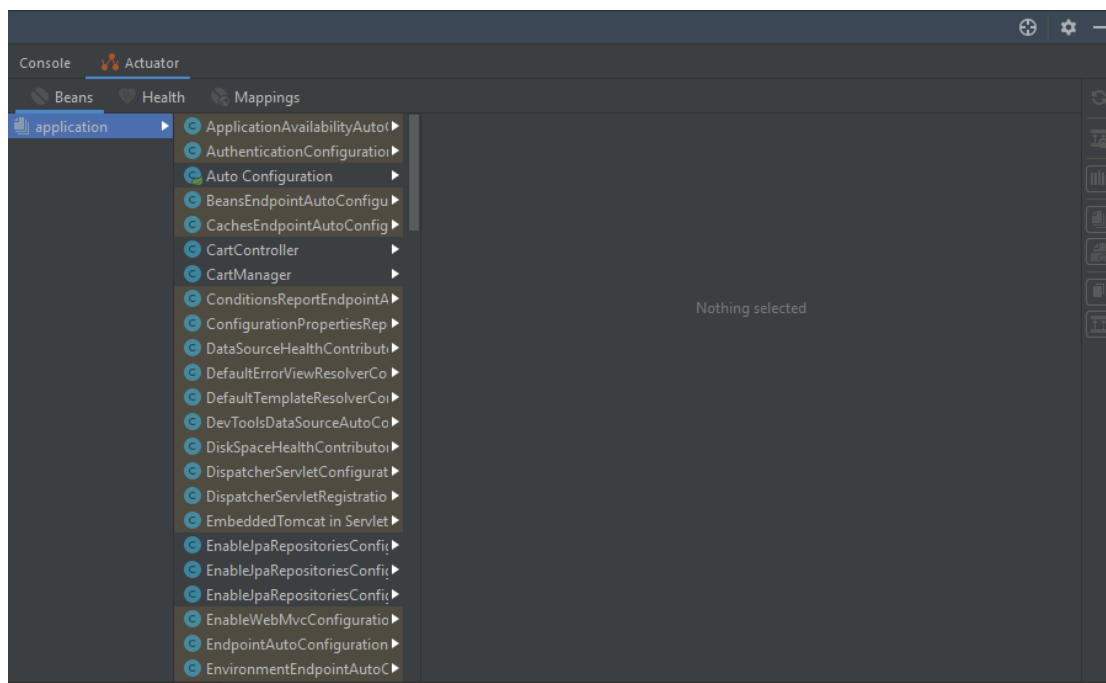 Console Actuator
Beans Health Mappings
application
ApplicationAvailabilityAuto(
AuthenticationConfiguration
Auto Configuration
BeansEndpointAutoConfigu
CachesEndpointAutoConfig
CartController
CartManager
ConditionsReportEndpointA
ConfigurationPropertiesRep
DataSourceHealthContribut
DefaultErrorViewResolverCo
DefaultTemplateResolverCo
DevToolsDataSourceAutoCo
DiskSpaceHealthContributo
DispatcherServletConfigurat
DispatcherServletRegistratio
EmbeddedTomcat in Servlet
EnableJpaRepositoriesConfi
EnableJpaRepositoriesConfi
EnableJpaRepositoriesConfi
EnableWebMvcConfiguratio
EndpointAutoConfiguration
EnvironmentEndpointAutoC
Nothing selected